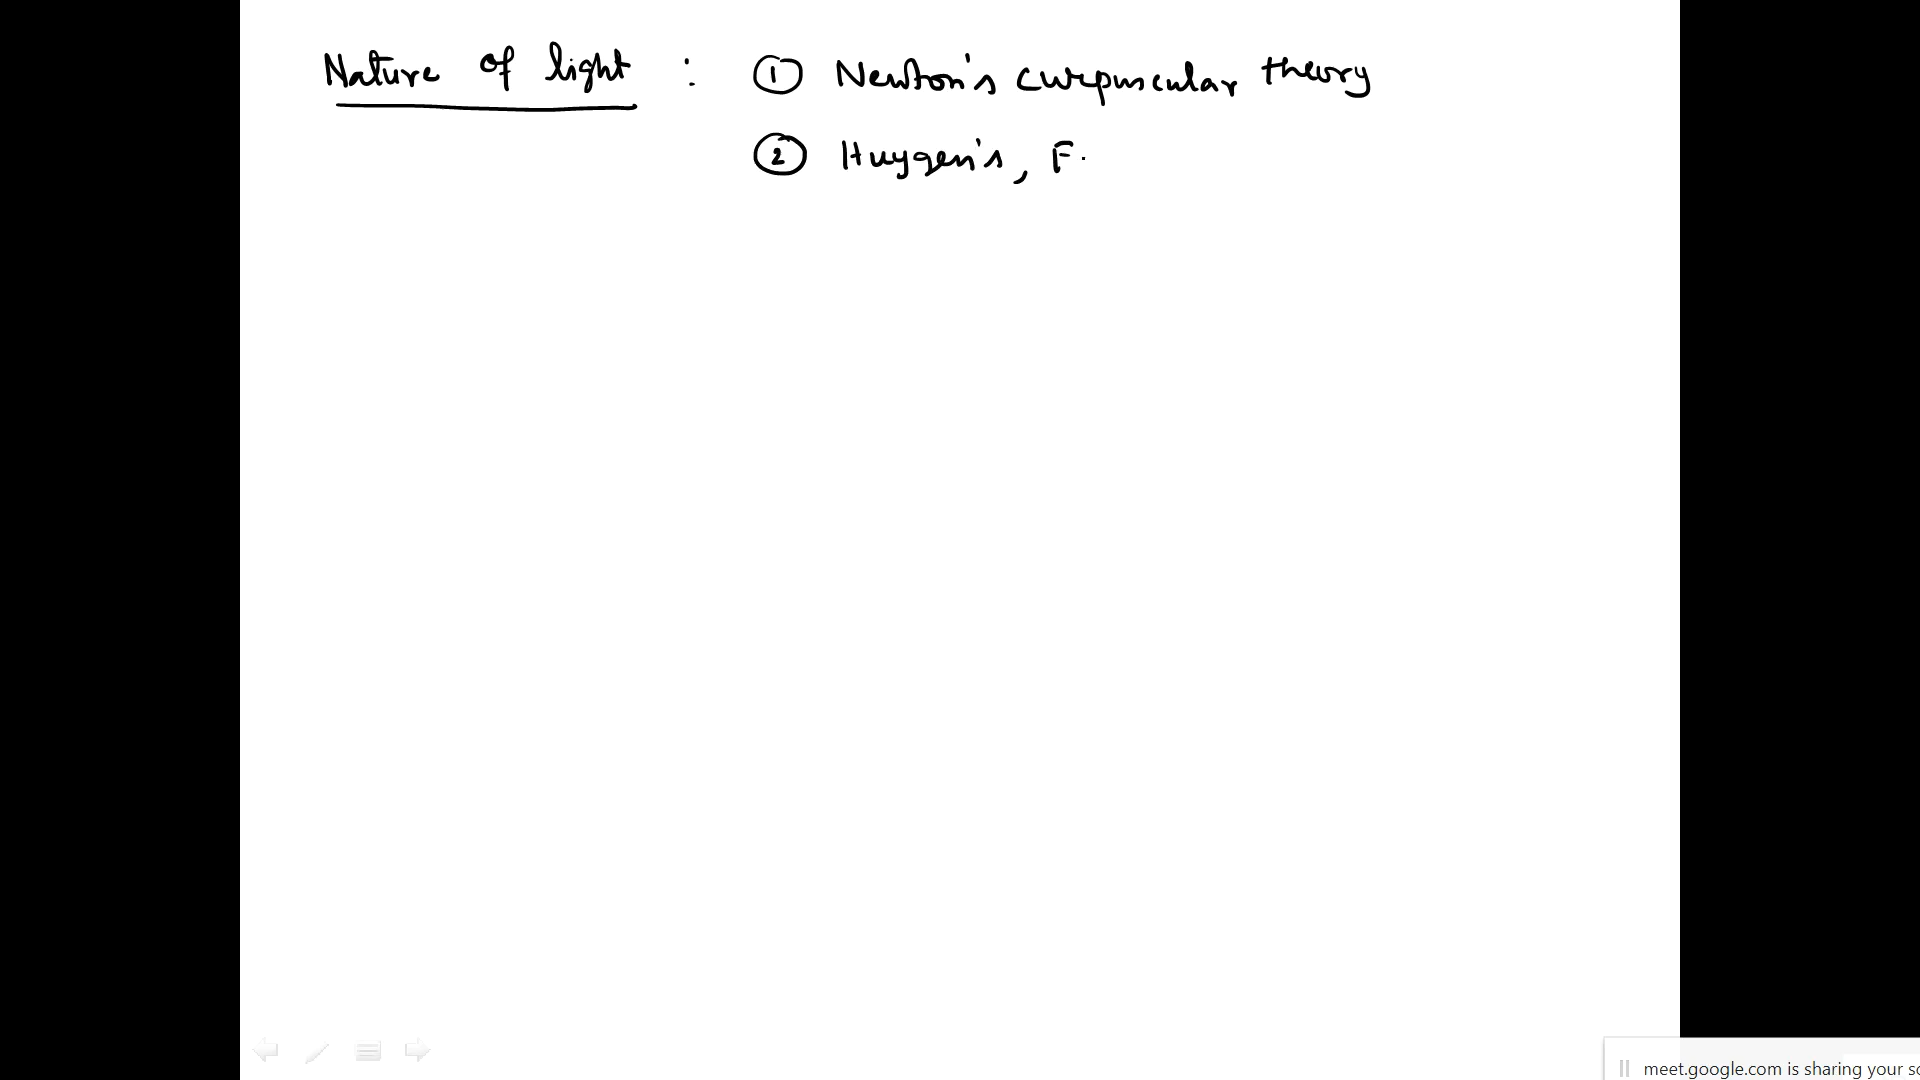 Nature of light : ① Newton's curpuscular theory
② Huygen's, F.
meet.google.com is sharing your sc